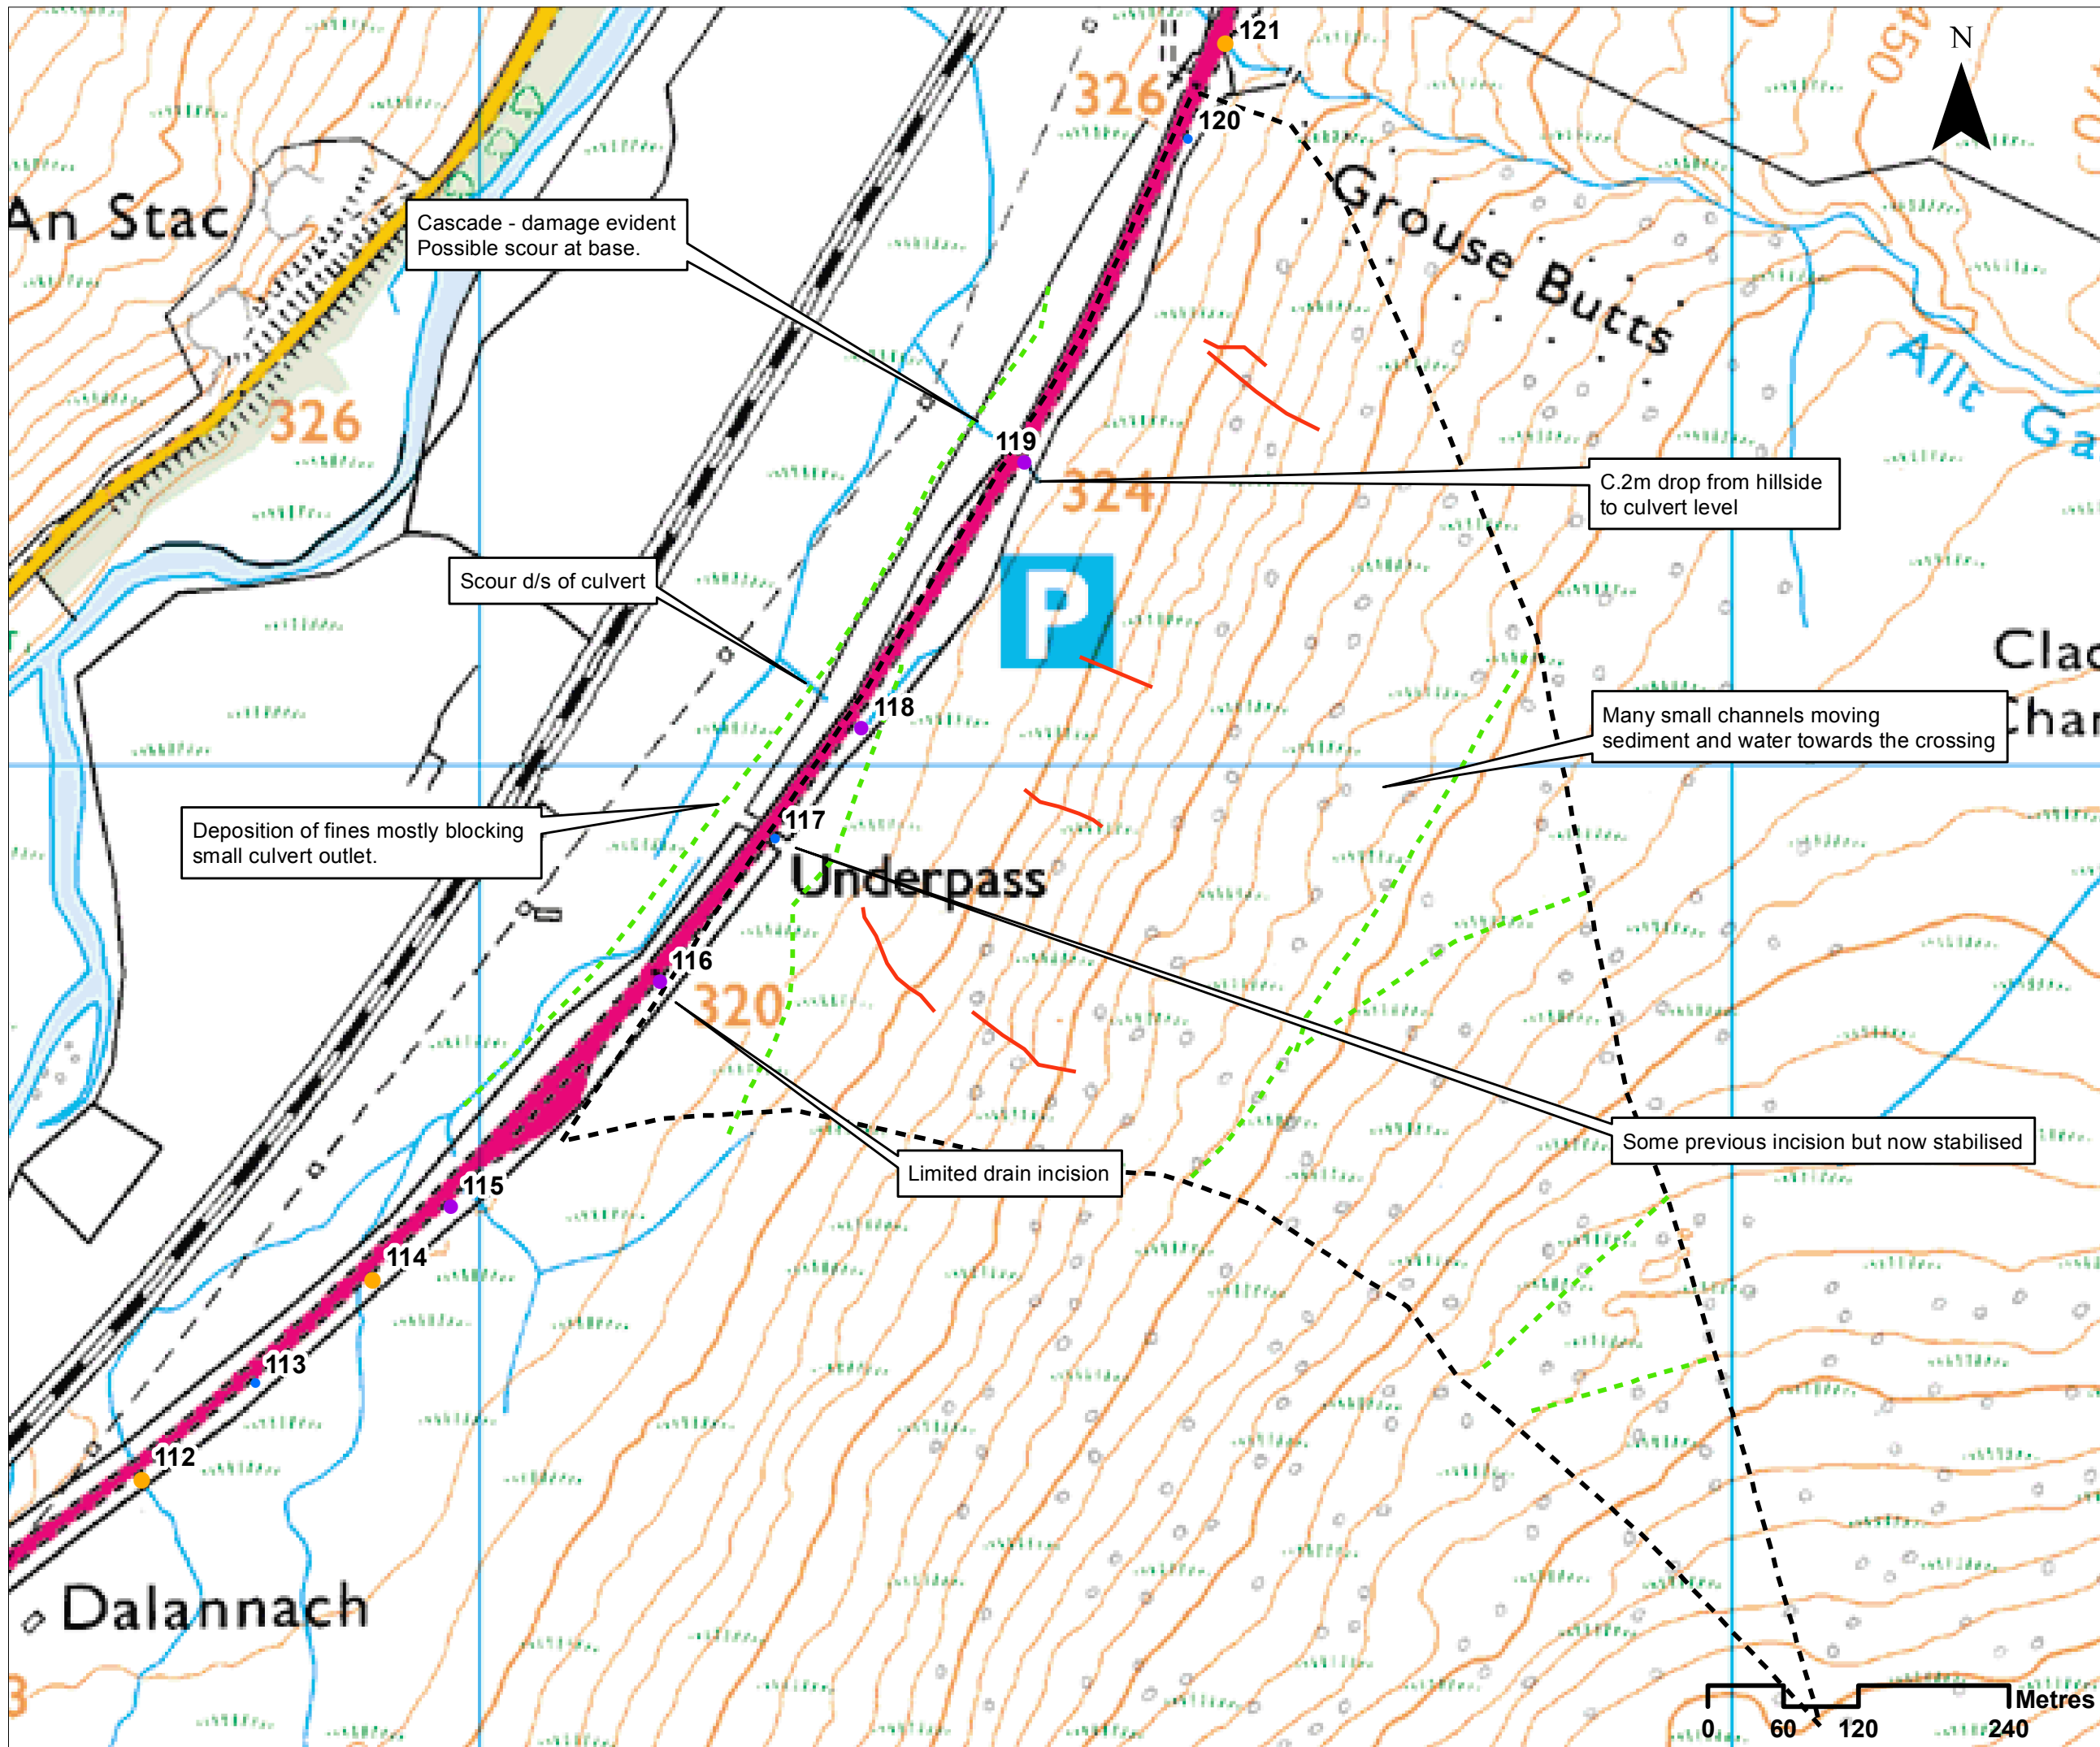 121
N
450
326
120
An Stac
Cascade - damage evident
Possible scour at base.
Grouse Butts
Allt Ga
326
119
324
C.2m drop from hillside
to culvert level
P
Scour d/s of culvert
118
Many small channels moving
sediment and water towards the crossing
117
Deposition of fines mostly blocking
small culvert outlet.
Underpass
116
320
Some previous incision but now stabilised
Limited drain incision
115
114
113
112
Dalannach
Metres
0 60 120 240